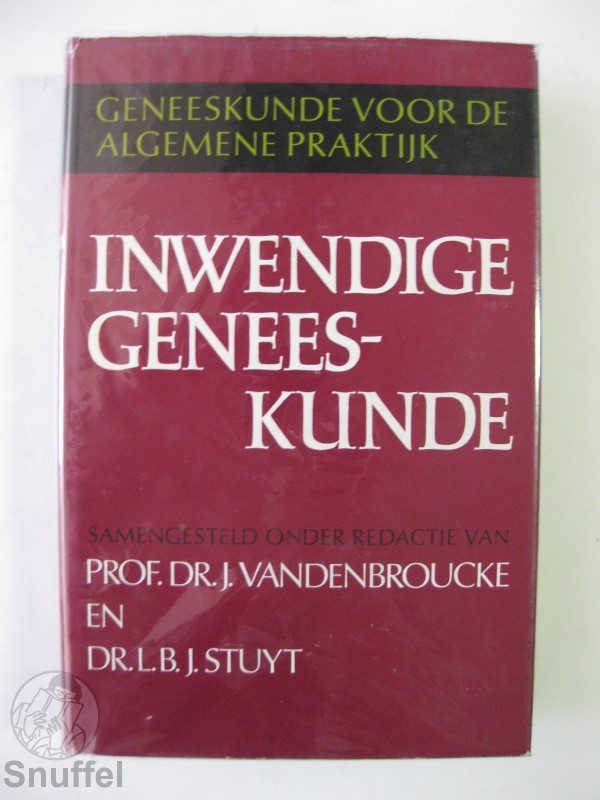 GENEESKUNDE VOOR DE
ALGEMENE PRAKTIJK
INWENDIGE
GENEES-
KUNDE
SAMENGESTELD ONDER REDACTIE VAN
PROF. DR. J. VANDENBROUCKE
EN
DR. L. B. J. STUYT
Snuffel